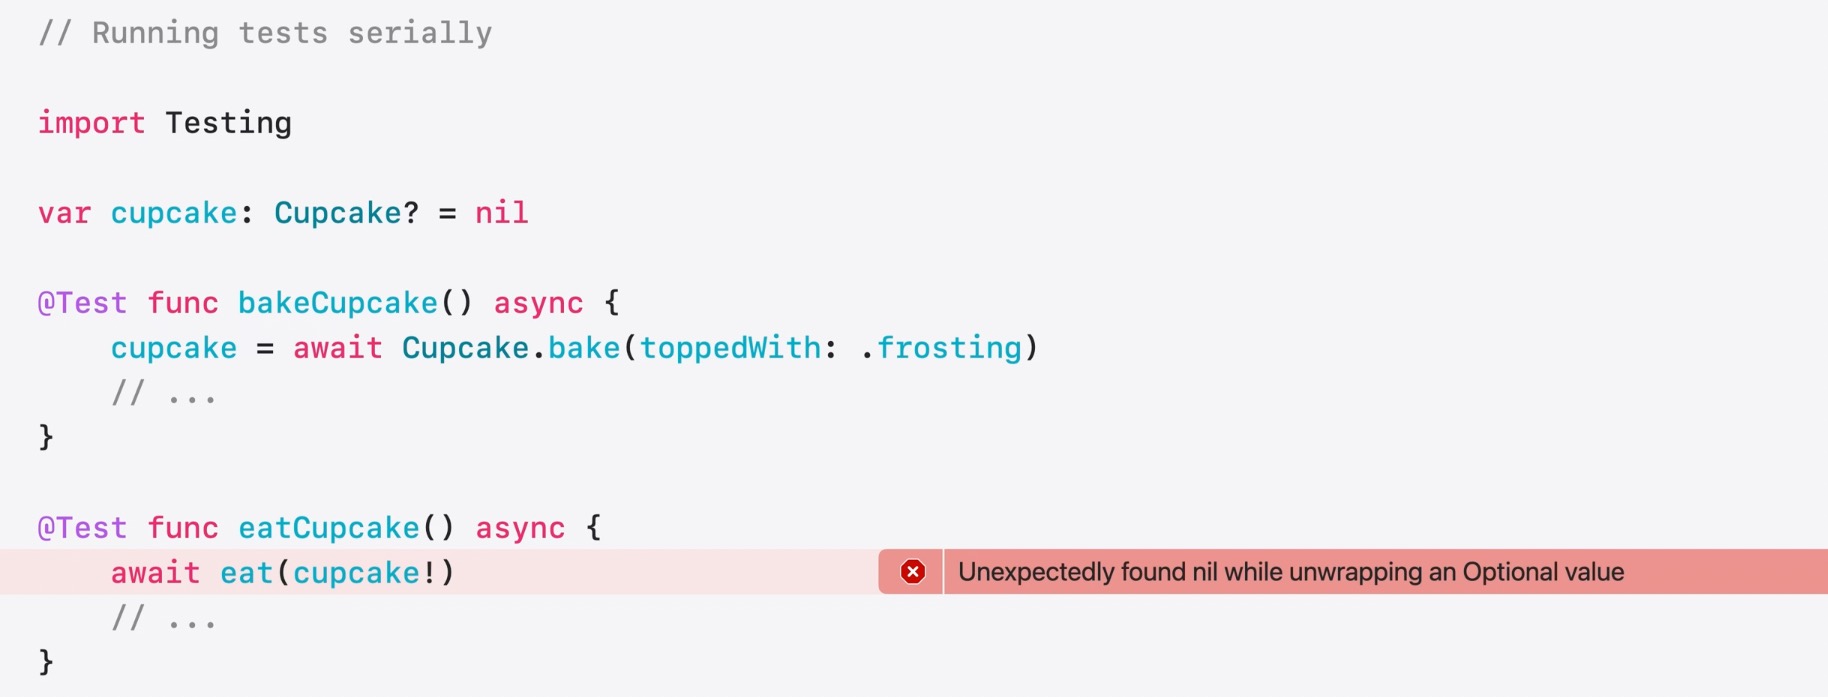 // Running tests serially
import Testing
var cupcake: Cupcake? = nil
@Test func bakeCupcake() async {
    cupcake = await Cupcake.bake(toppedWith: .frosting)
    // ...
}
@Test func eatCupcake() async {
    await eat(cupcake!) Unexpectedly found nil while unwrapping an Optional value
    // ...
}